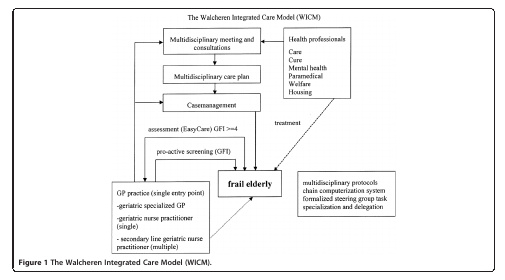 The Walcheren Integrated Care Model (WICM)
Multidisciplinary meeting and
consultations
Health professionals
Care
Cure
Mental health
Paramedical
Welfare
Housing
Multidisciplinary care plan
Casemanagement
treatment
assessment (EasyCare) GFI >=4
pro-active screening (GFI)
frail elderly
GP practice (single entry point)
-geriatric specialized GP
-geriatric nurse practitioner
(single)
- secondary line geriatric nurse
practitioner (multiple)
multidisciplinary protocols
chain computerization system
formalized steering group task
specialization and delegation
Figure 1 The Walcheren Integrated Care Model (WICM).